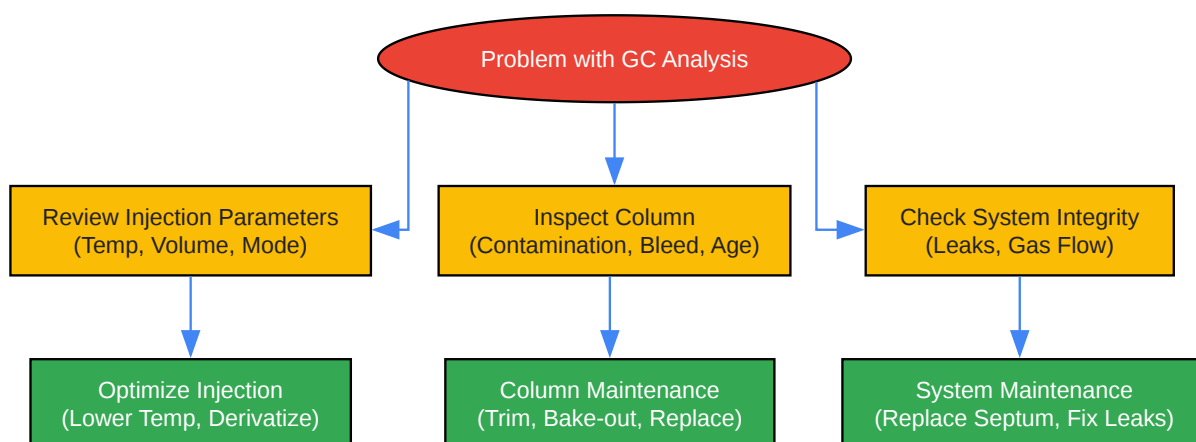 Problem with GC Analysis
Review Injection Parameters
(Temp, Volume, Mode)
Inspect Column
(Contamination, Bleed, Age)
Check System Integrity
(Leaks, Gas Flow)
Optimize Injection
(Lower Temp, Derivatize)
Column Maintenance
(Trim, Bake-out, Replace)
System Maintenance
(Replace Septum, Fix Leaks)